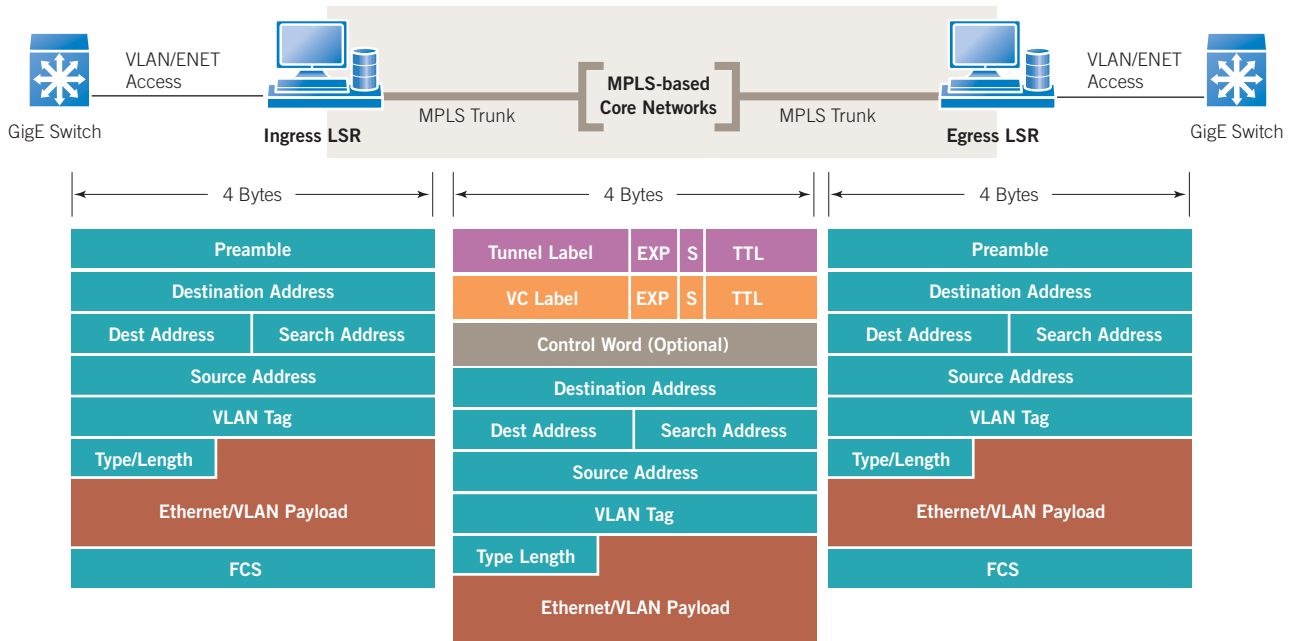 VLAN/ENET
Access
GigE Switch
Ingress LSR
MPLS Trunk
MPLS-based
Core Networks
MPLS Trunk
Egress LSR
VLAN/ENET
Access
GigE Switch
4 Bytes
Preamble
Destination Address
Dest Address
Search Address
Source Address
VLAN Tag
Type/Length
Ethernet/VLAN Payload
FCS
4 Bytes
Tunnel Label
EXP
S
TTL
VC Label
EXP
S
TTL
Control Word (Optional)
Destination Address
Dest Address
Search Address
Source Address
VLAN Tag
Type Length
Ethernet/VLAN Payload
4 Bytes
Preamble
Destination Address
Dest Address
Search Address
Source Address
VLAN Tag
Type/Length
Ethernet/VLAN Payload
FCS